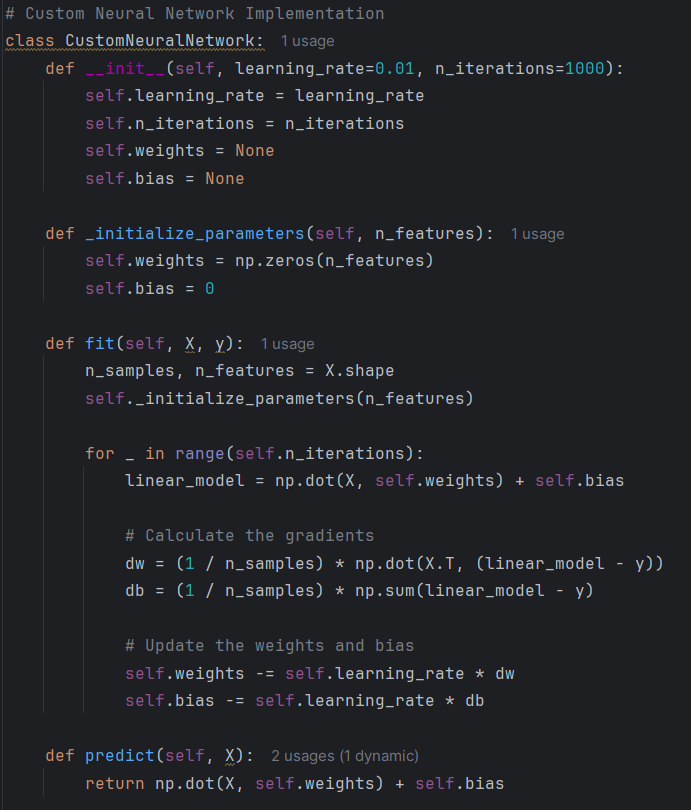 # Custom Neural Network Implementation
class CustomNeuralNetwork: 1 usage
    def __init__(self, learning_rate=0.01, n_iterations=1000):
        self.learning_rate = learning_rate
        self.n_iterations = n_iterations
        self.weights = None
        self.bias = None

    def _initialize_parameters(self, n_features): 1 usage
        self.weights = np.zeros(n_features)
        self.bias = 0

    def fit(self, X, y): 1 usage
        n_samples, n_features = X.shape
        self._initialize_parameters(n_features)

        for _ in range(self.n_iterations):
            linear_model = np.dot(X, self.weights) + self.bias

            # Calculate the gradients
            dw = (1 / n_samples) * np.dot(X.T, (linear_model - y))
            db = (1 / n_samples) * np.sum(linear_model - y)

            # Update the weights and bias
            self.weights -= self.learning_rate * dw
            self.bias -= self.learning_rate * db

    def predict(self, X): 2 usages (1 dynamic)
        return np.dot(X, self.weights) + self.bias